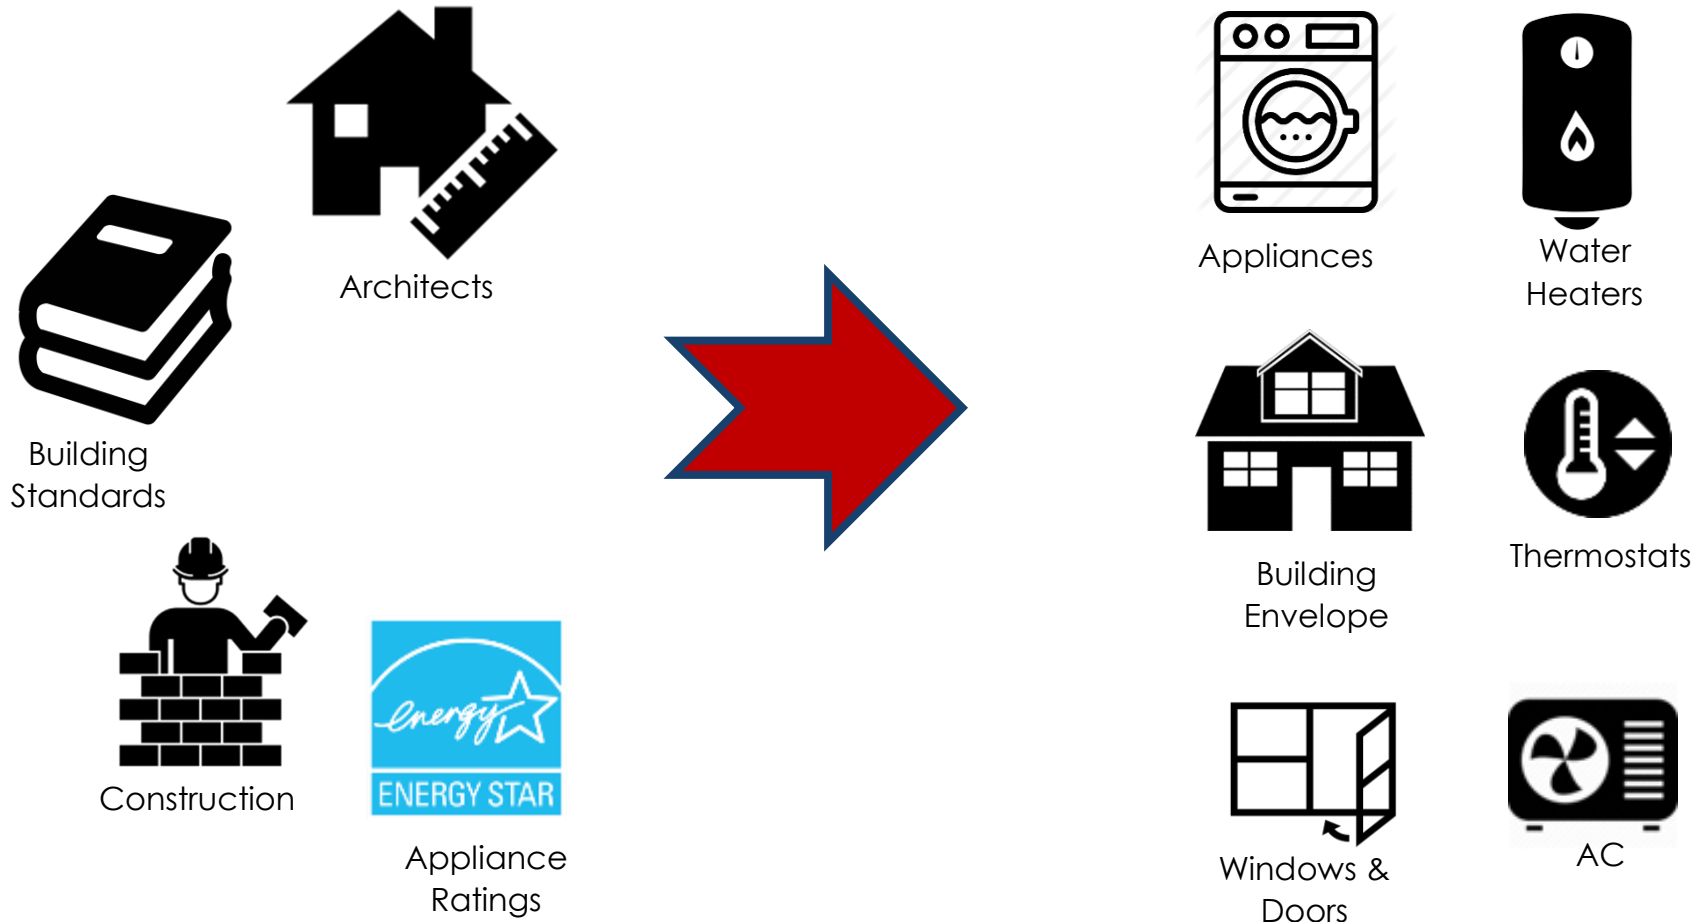 Architects
Building
Standards
Construction
energy
ENERGY STAR
Appliance
Ratings
Appliances
Water
Heaters
Building
Envelope
Thermostats
Windows &
Doors
AC